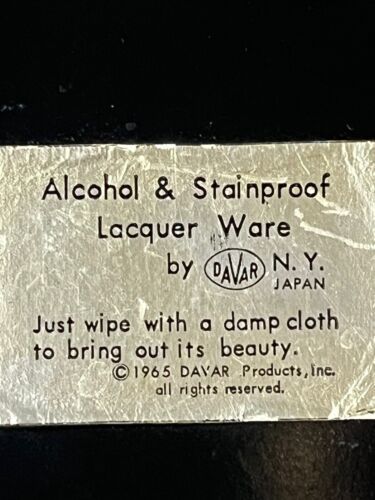 Alcohol & Stainproof
Lacquer Ware
by DAVAR N.Y.
JAPAN
Just wipe with a damp cloth
to bring out its beauty.
©1965 DAVAR Products, Inc.
all rights reserved.